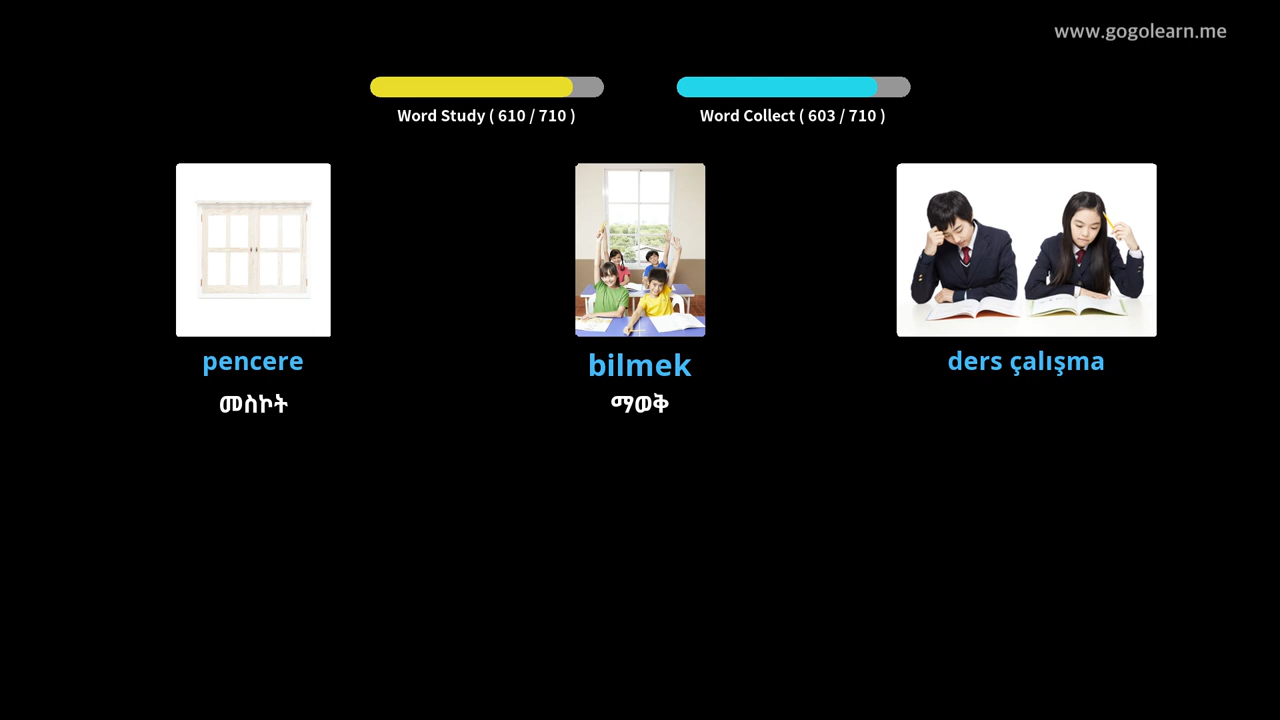 www.gogolearn.me
Word Study ( 610 / 710 )
Word Collect ( 603 / 710 )
pencere
bilmek
ders çalışma
መስኮት
ማወቅ